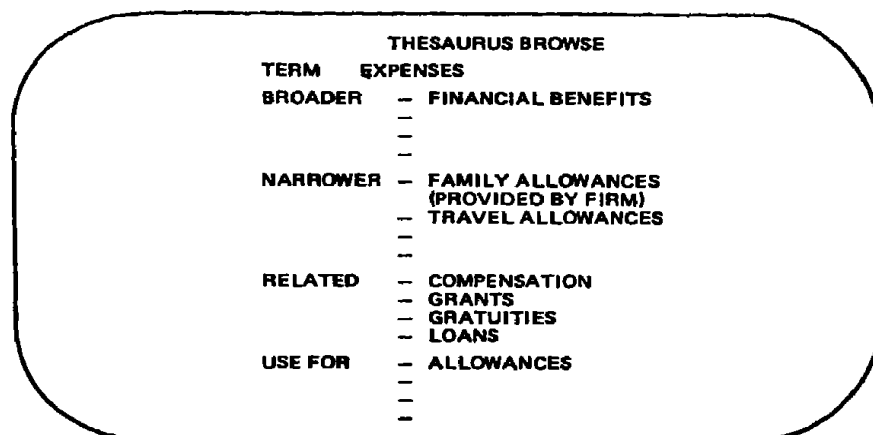 THESAURUS BROWSE
TERM EXPENSES
BROADER – FINANCIAL BENEFITS
–
–
–
NARROWER – FAMILY ALLOWANCES
(PROVIDED BY FIRM)
– TRAVEL ALLOWANCES
–
–
RELATED – COMPENSATION
– GRANTS
– GRATUITIES
– LOANS
USE FOR – ALLOWANCES
–
–
–